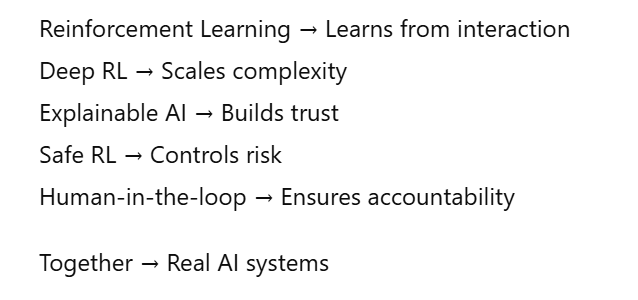 Reinforcement Learning → Learns from interaction
Deep RL → Scales complexity
Explainable AI → Builds trust
Safe RL → Controls risk
Human-in-the-loop → Ensures accountability
Together → Real AI systems